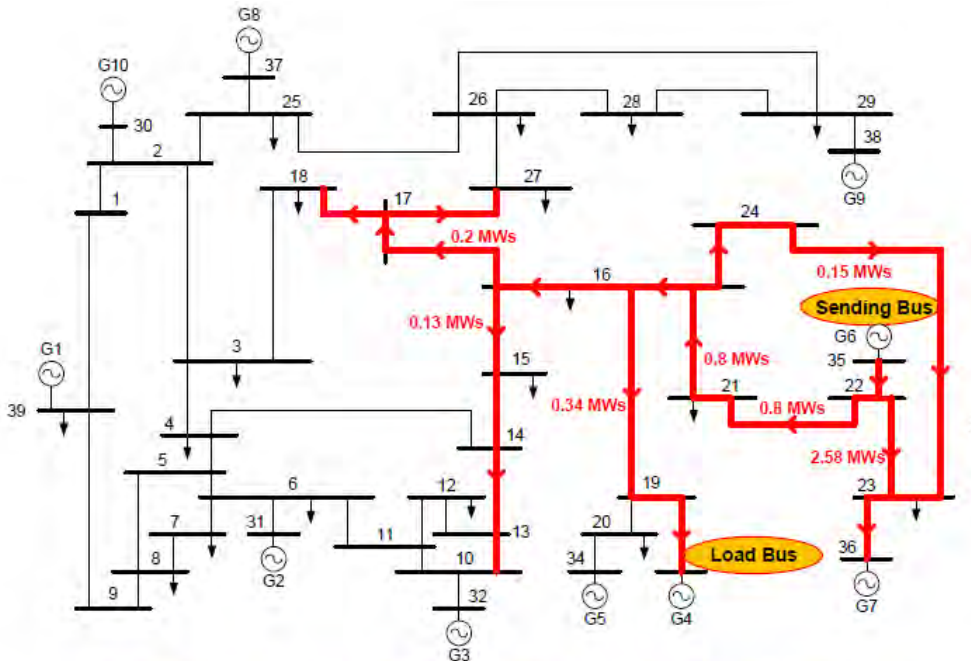 G8
G10
37
25
26
28
29
30
2
38
18
17
27
G9
1
24
0.2 MWs
16
0.15 MWs
Sending Bus
0.13 MWs
G6
G1
3
15
0.8 MWs
35
21
22
39
0.34 MWs
0.8 MWs
4
14
5
2.58 MWs
6
12
19
23
7
31
11
13
20
8
G2
10
34
Load Bus
36
9
32
G5
G4
G7
G3